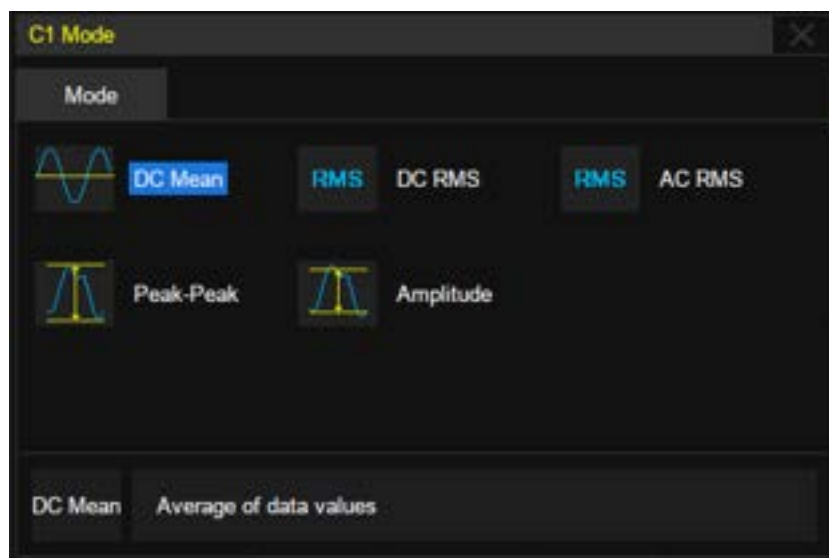 C1 Mode
Mode
DC Mean RMS DC RMS RMS AC RMS
Peak-Peak Amplitude
DC Mean Average of data values